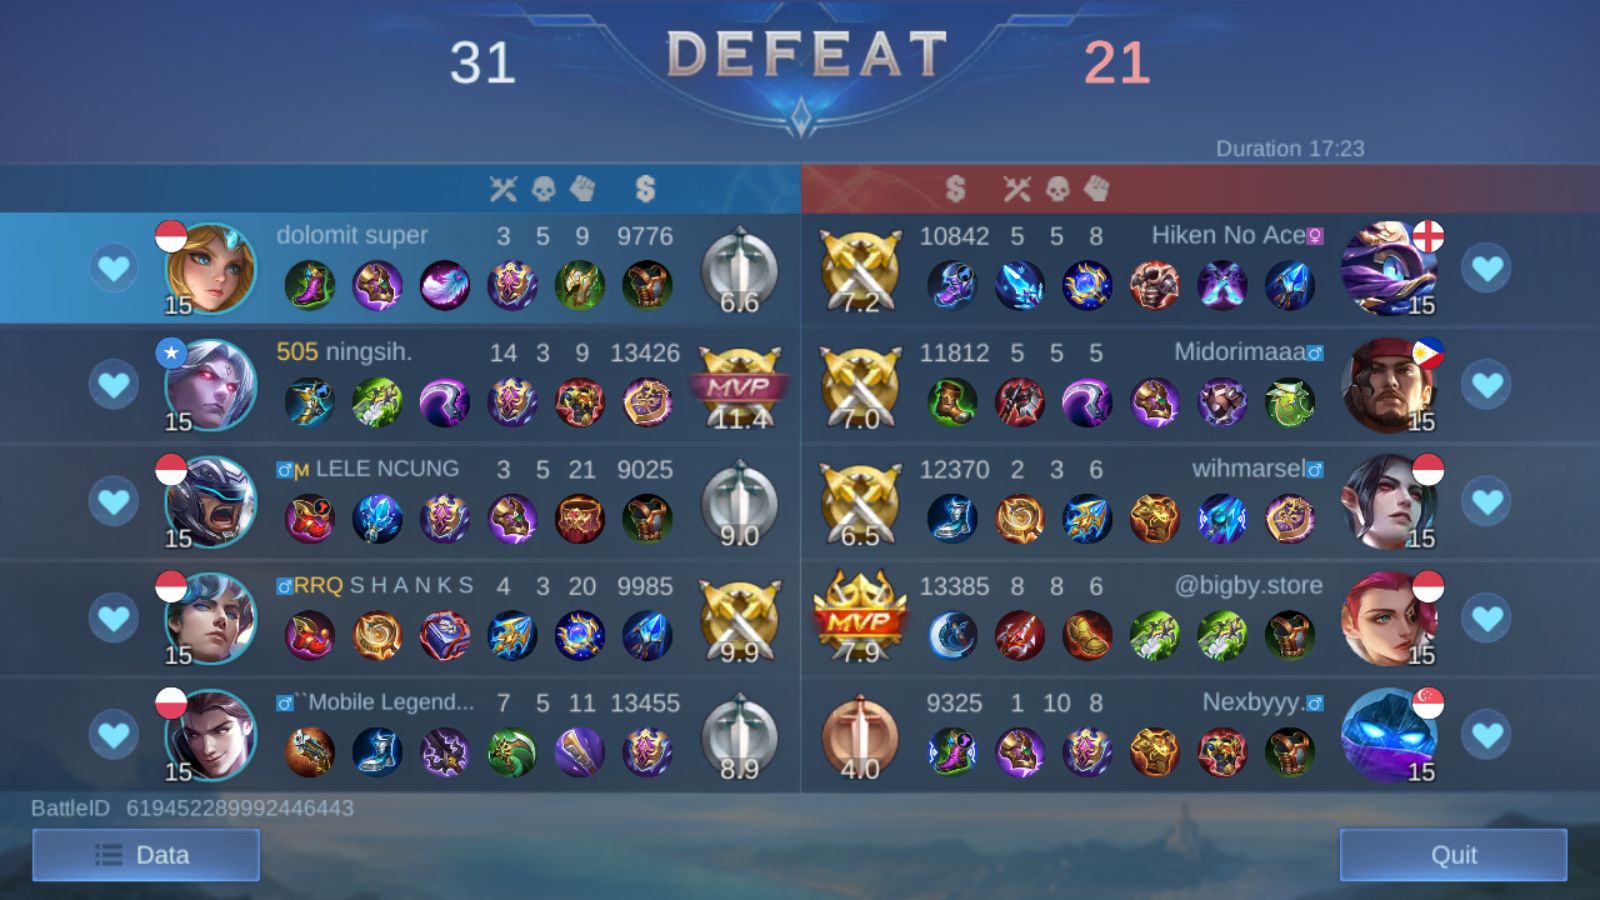 31 DEFEAT 21
Duration 17:23
dolomit super 3 5 9 9776
15 6.6
10842 5 5 8 Hiken No Ace♀
7.2 15
505 ningsih. 14 3 9 13426
15 MVP 11.4
11812 5 5 5 Midorimaaa♂
7.0 15
♂M LELE NCUNG 3 5 21 9025
15 9.0
12370 2 3 6 wihmarsel♂
6.5 15
♂RRQ S H A N K S 4 3 20 9985
15 9.9
13385 8 8 6 @bigby.store
MVP 7.9 15
♂``Mobile Legend... 7 5 11 13455
15 8.9
9325 1 10 8 Nexbyyy.♂
4.0 15
BattleID 619452289992446443
Data
Quit